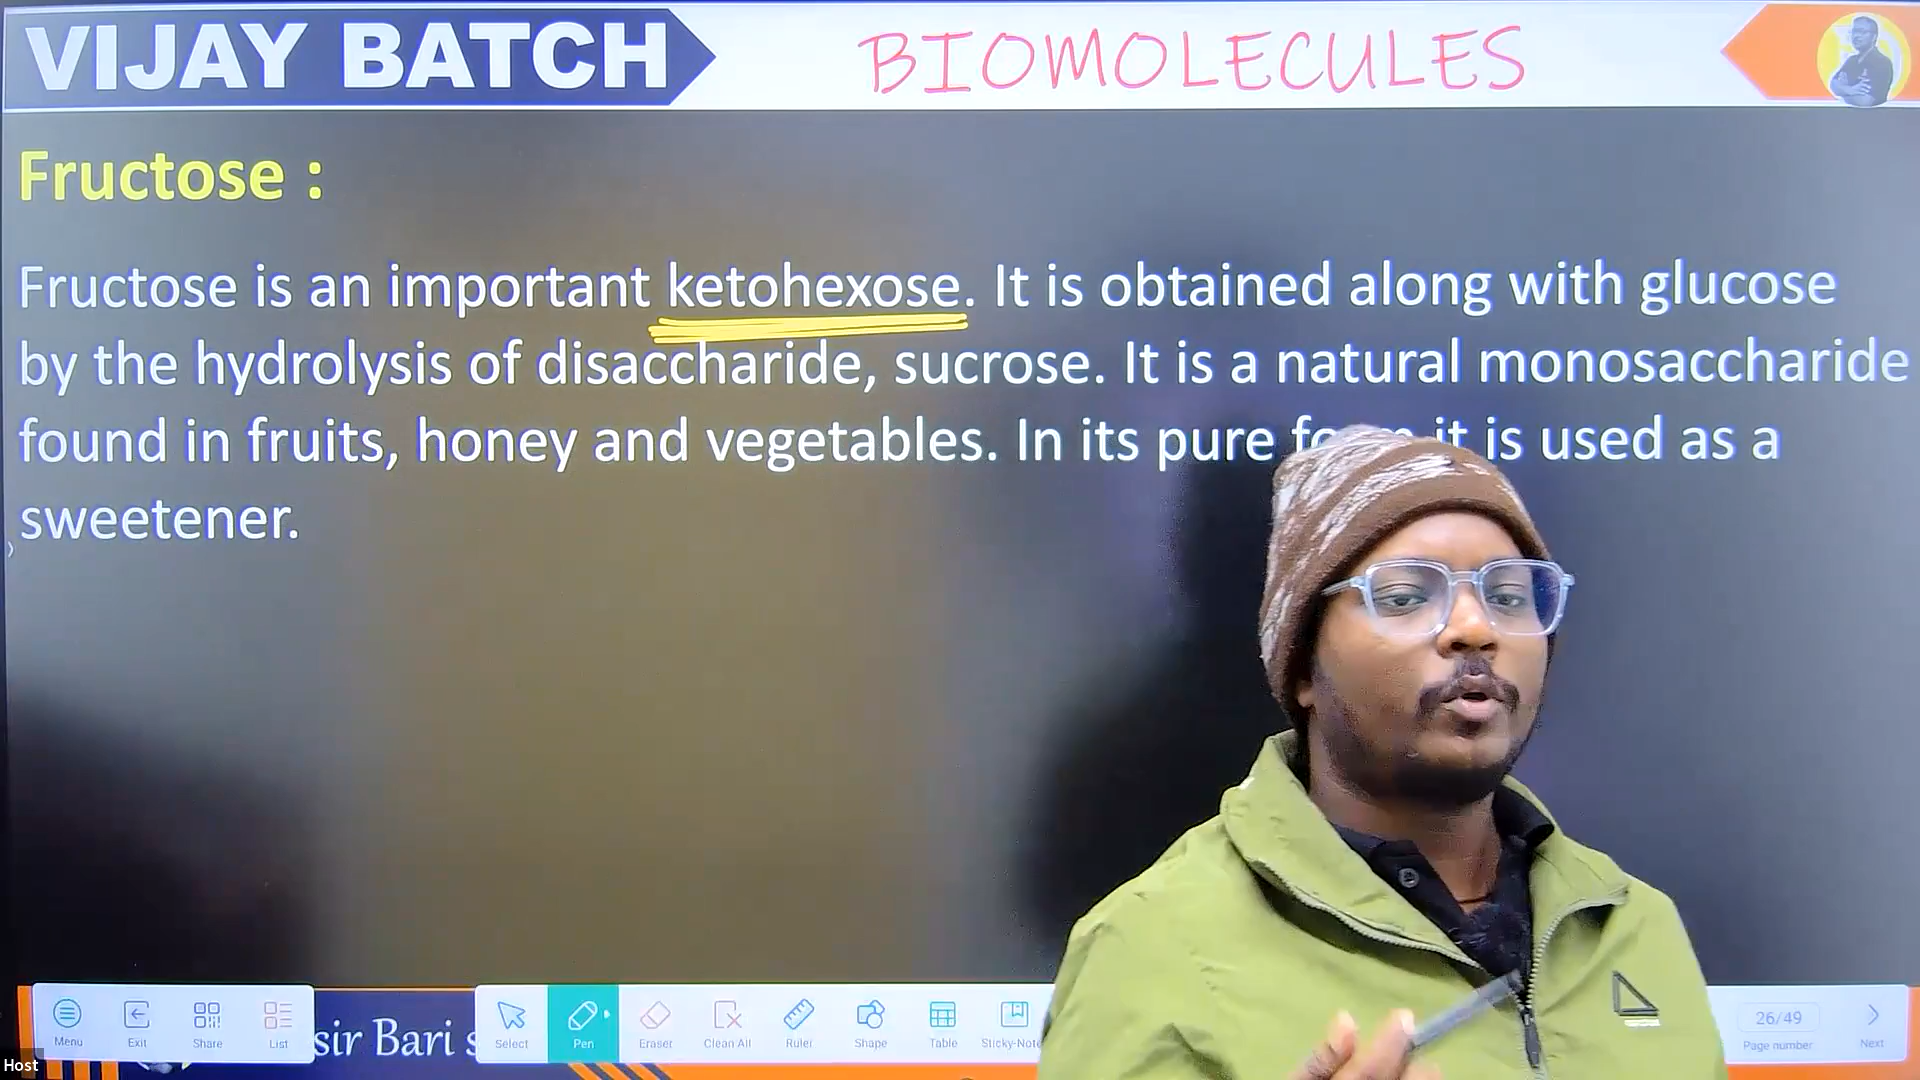 VIJAY BATCH
BIOMOLECULES
Fructose :
Fructose is an important ketohexose. It is obtained along with glucose
by the hydrolysis of disaccharide, sucrose. It is a natural monosaccharide
found in fruits, honey and vegetables. In its pure it is used as a
sweetener.
sir Bari
Menu Exit Share List Select Pen Eraser Clean All Ruler Shape Table Sticky-Note 26/49 Page number Next
Host